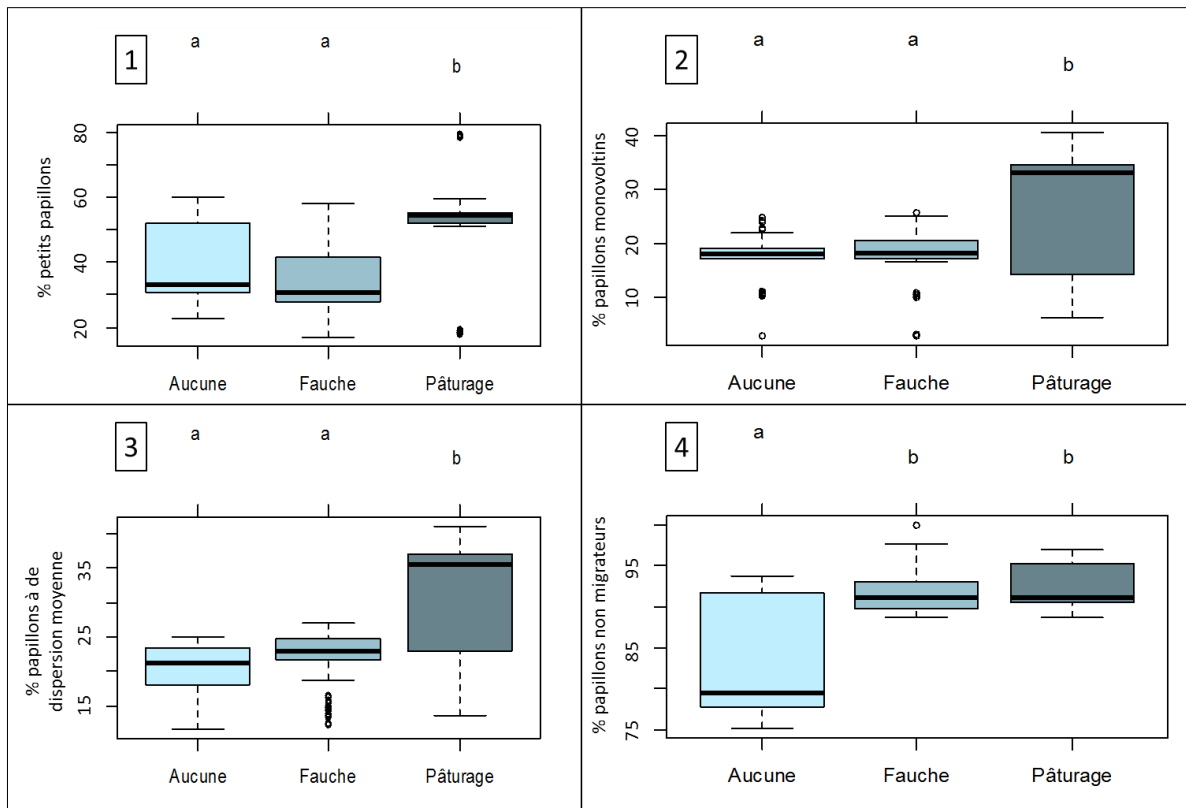 1
a a
b
% petits papillons
80
60
40
20
Aucune Fauche Pâturage
2
a a
b
% papillons monovoltins
40
30
20
10
Aucune Fauche Pâturage
3
a a
b
% papillons à de
dispersion moyenne
35
25
15
Aucune Fauche Pâturage
4
a
b b
% papillons non migrateurs
95
85
75
Aucune Fauche Pâturage